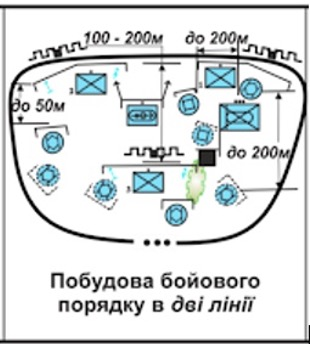 100 - 200м
до 200м
до 50м
до 200м
Побудова бойового
порядку в дві лінії